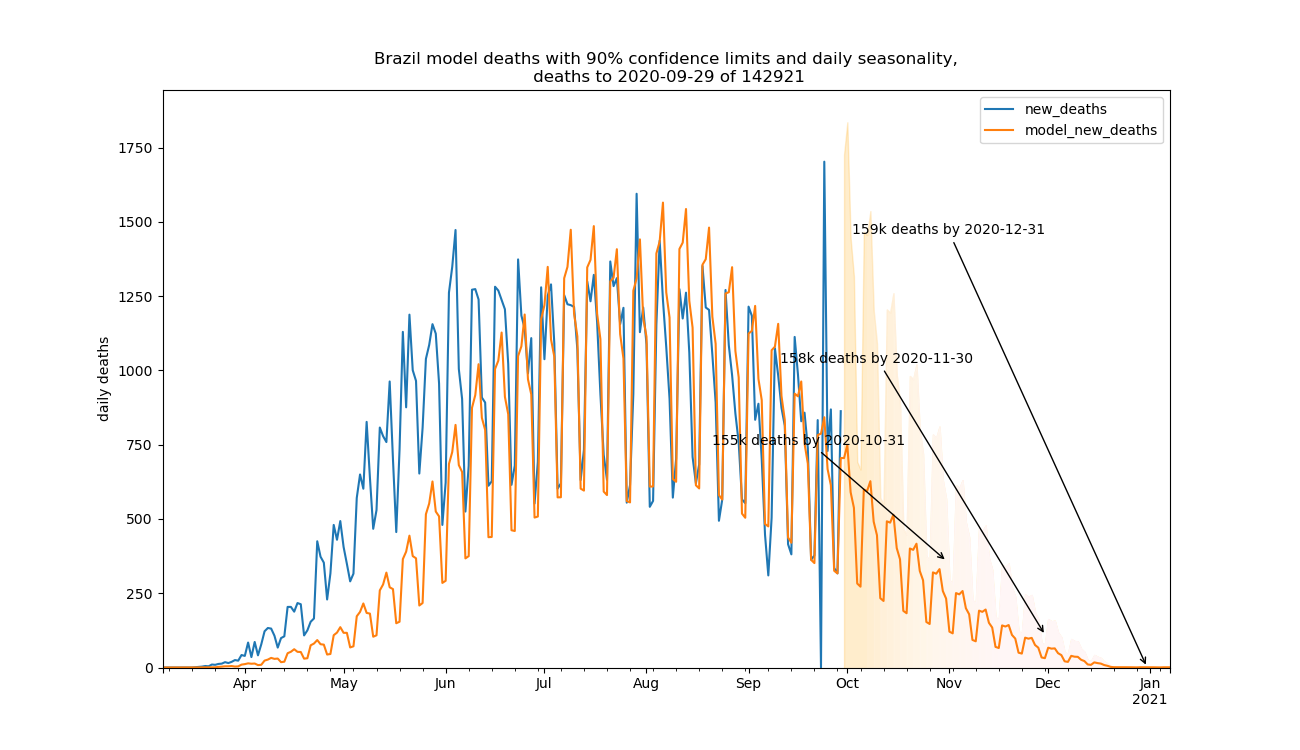 Brazil model deaths with 90% confidence limits and daily seasonality,
deaths to 2020-09-29 of 142921
new_deaths
model_new_deaths
daily deaths
1750
1500
1250
1000
750
500
250
0
159k deaths by 2020-12-31
158k deaths by 2020-11-30
155k deaths by 2020-10-31
Apr May Jun Jul Aug Sep Oct Nov Dec Jan
2021